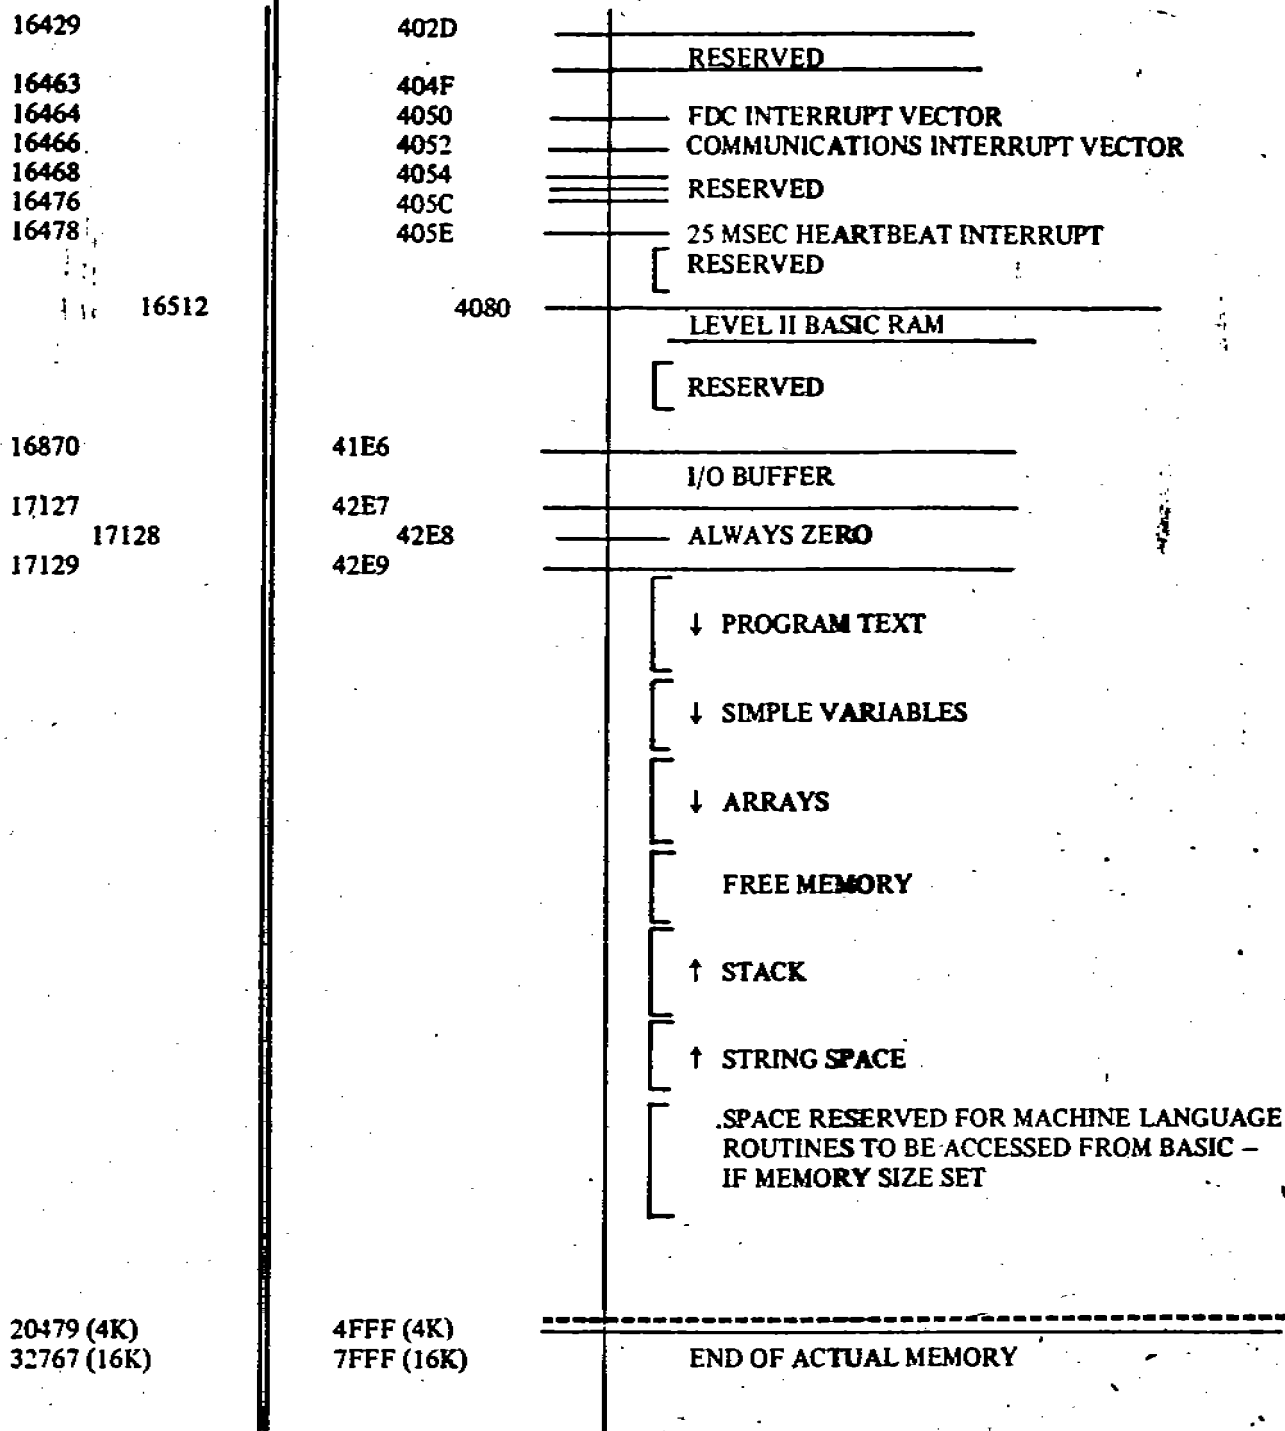 16429 402D
RESERVED
16463 404F
16464 4050 FDC INTERRUPT VECTOR
16466 4052 COMMUNICATIONS INTERRUPT VECTOR
16468 4054
RESERVED
16476 405C
16478 405E 25 MSEC HEARTBEAT INTERRUPT
RESERVED
16512 4080
LEVEL II BASIC RAM
RESERVED
16870 41E6
I/O BUFFER
17127 42E7
17128 42E8 ALWAYS ZERO
17129 42E9
↓ PROGRAM TEXT
↓ SIMPLE VARIABLES
↓ ARRAYS
FREE MEMORY
↑ STACK
↑ STRING SPACE
SPACE RESERVED FOR MACHINE LANGUAGE
ROUTINES TO BE ACCESSED FROM BASIC –
IF MEMORY SIZE SET
20479 (4K) 4FFF (4K)
32767 (16K) 7FFF (16K) END OF ACTUAL MEMORY